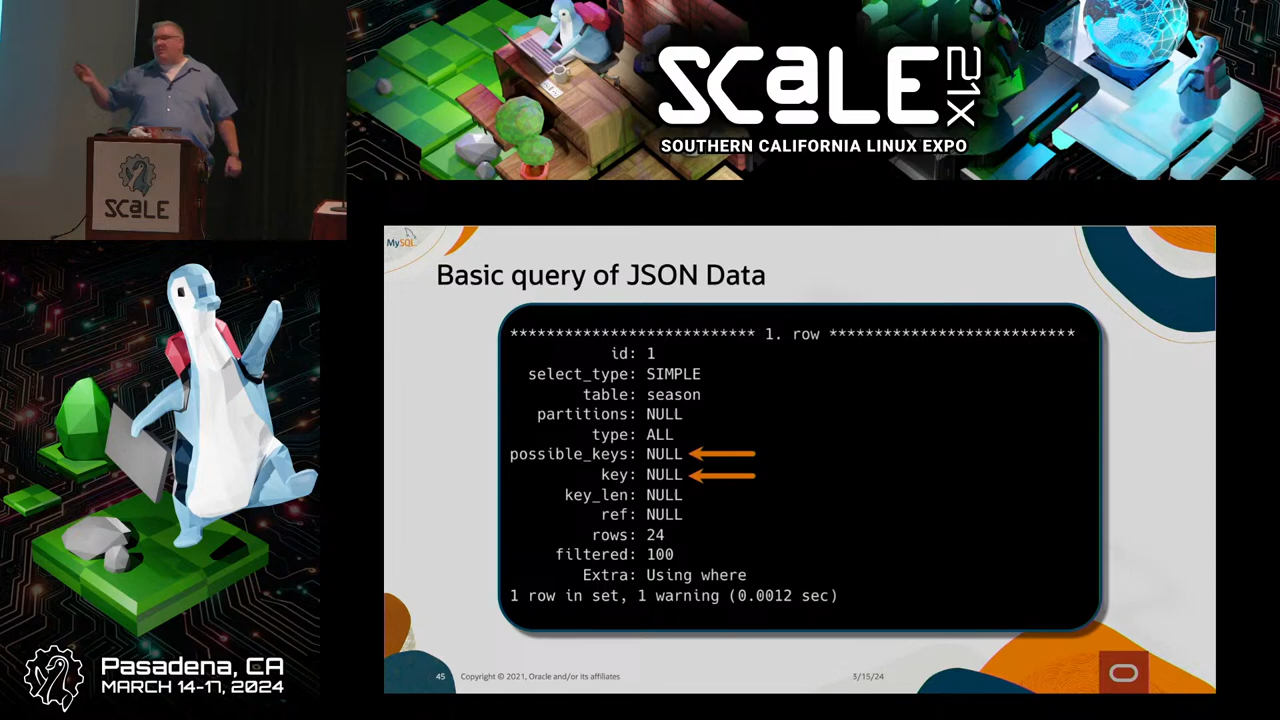 SCaLE
21X
SOUTHERN CALIFORNIA LINUX EXPO
SCaLE
MySQL
Basic query of JSON Data
*************************** 1. row ***************************
id: 1
select_type: SIMPLE
table: season
partitions: NULL
type: ALL
possible_keys: NULL
key: NULL
key_len: NULL
ref: NULL
rows: 24
filtered: 100
Extra: Using where
1 row in set, 1 warning (0.0012 sec)
45 Copyright © 2021, Oracle and/or its affiliates 3/15/24
Pasadena, CA
MARCH 14-17, 2024